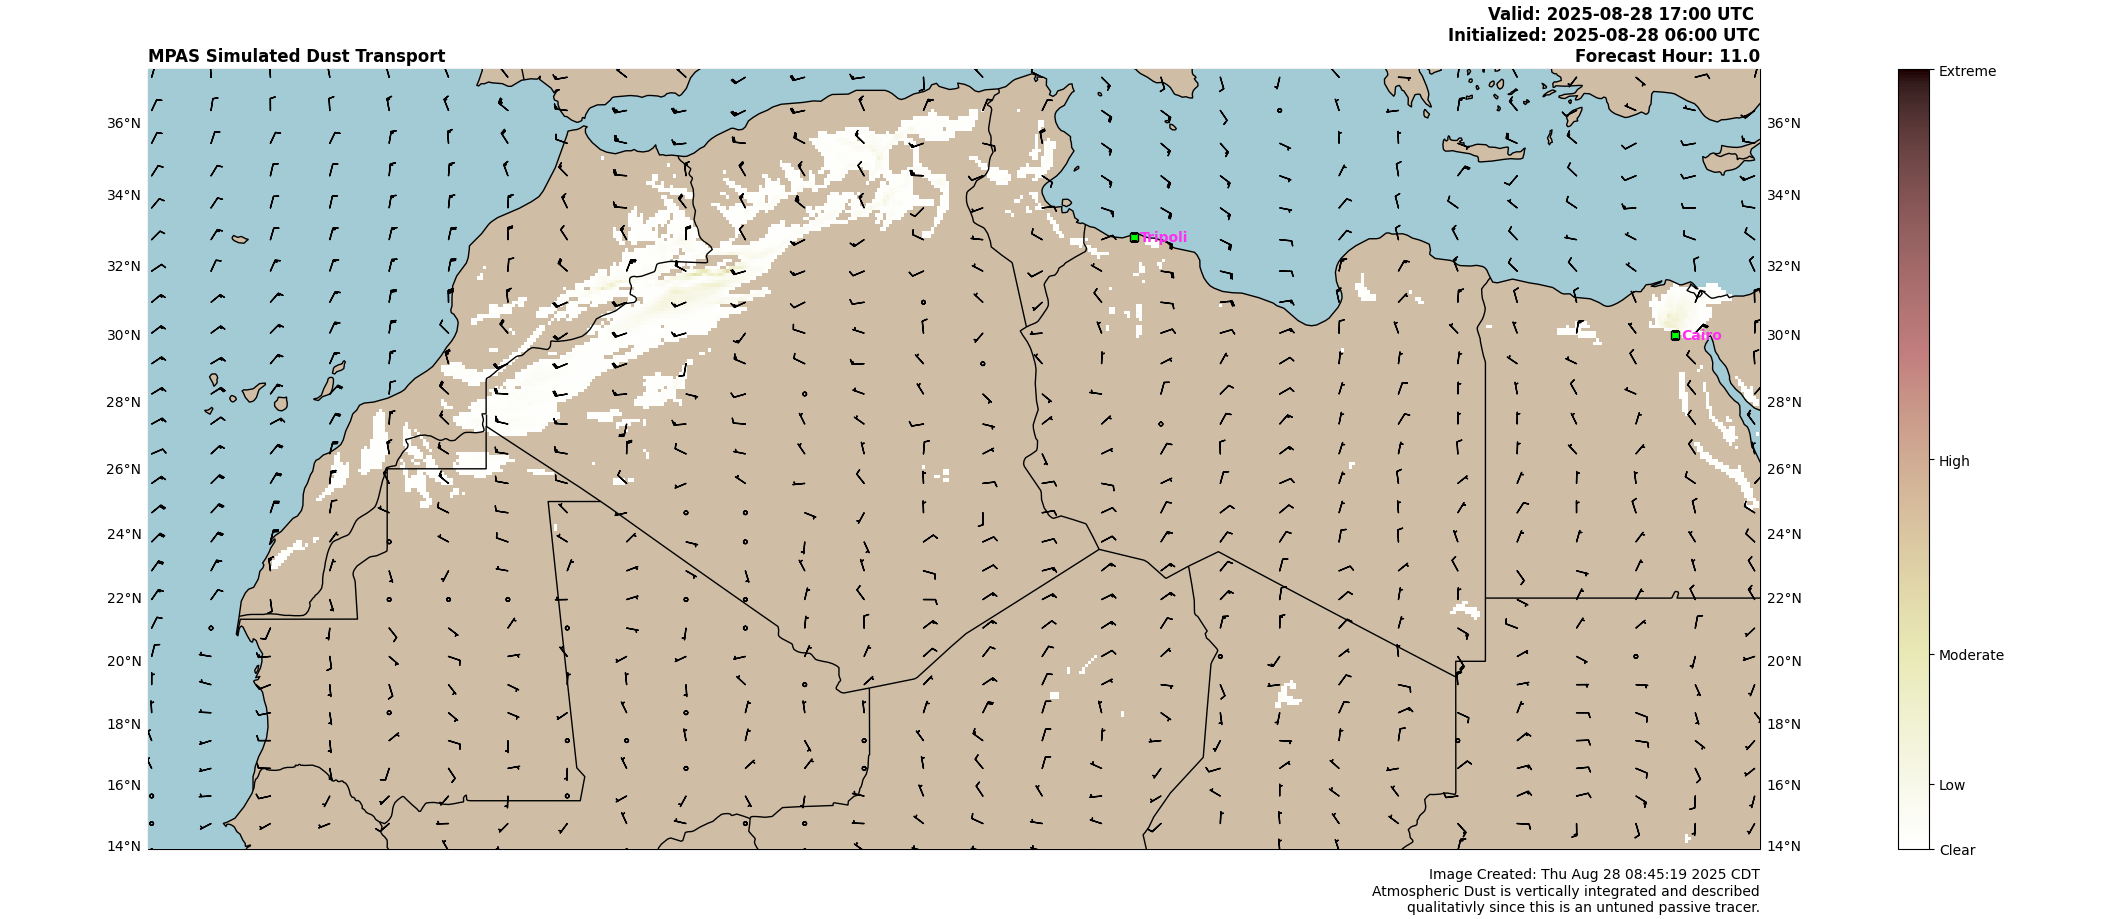 Valid: 2025-08-28 17:00 UTC
Initialized: 2025-08-28 06:00 UTC
MPAS Simulated Dust Transport
Forecast Hour: 11.0
Extreme
36°N
36°N
34°N
34°N
Tripoli
32°N
32°N
30°N
30°N
Cairo
28°N
28°N
26°N
26°N
High
24°N
24°N
22°N
22°N
20°N
20°N
Moderate
18°N
18°N
16°N
16°N
Low
14°N
14°N
Clear
Image Created: Thu Aug 28 08:45:19 2025 CDT
Atmospheric Dust is vertically integrated and described
qualitativly since this is an untuned passive tracer.